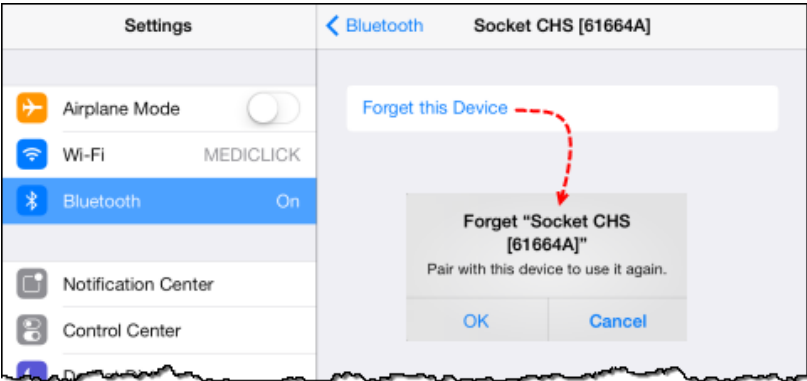 Settings
Airplane Mode
Wi-Fi MEDICLICK
Bluetooth On
Notification Center
Control Center
Bluetooth Socket CHS [61664A]
Forget this Device
Forget “Socket CHS
[61664A]”
Pair with this device to use it again.
OK Cancel